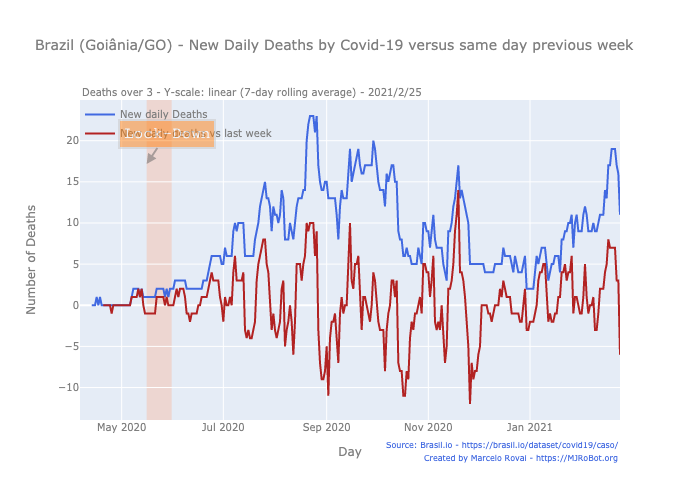 Brazil (Goiânia/GO) - New Daily Deaths by Covid-19 versus same day previous week
Deaths over 3 - Y-scale: linear (7-day rolling average) - 2021/2/25
New daily Deaths
New daily Deaths vs last week
20
15
10
5
0
−5
−10
Number of Deaths
May 2020
Jul 2020
Sep 2020
Nov 2020
Jan 2021
Day
Source: Brasil.io - https://brasil.io/dataset/covid19/caso/
Created by Marcelo Rovai - https://MJRoBot.org